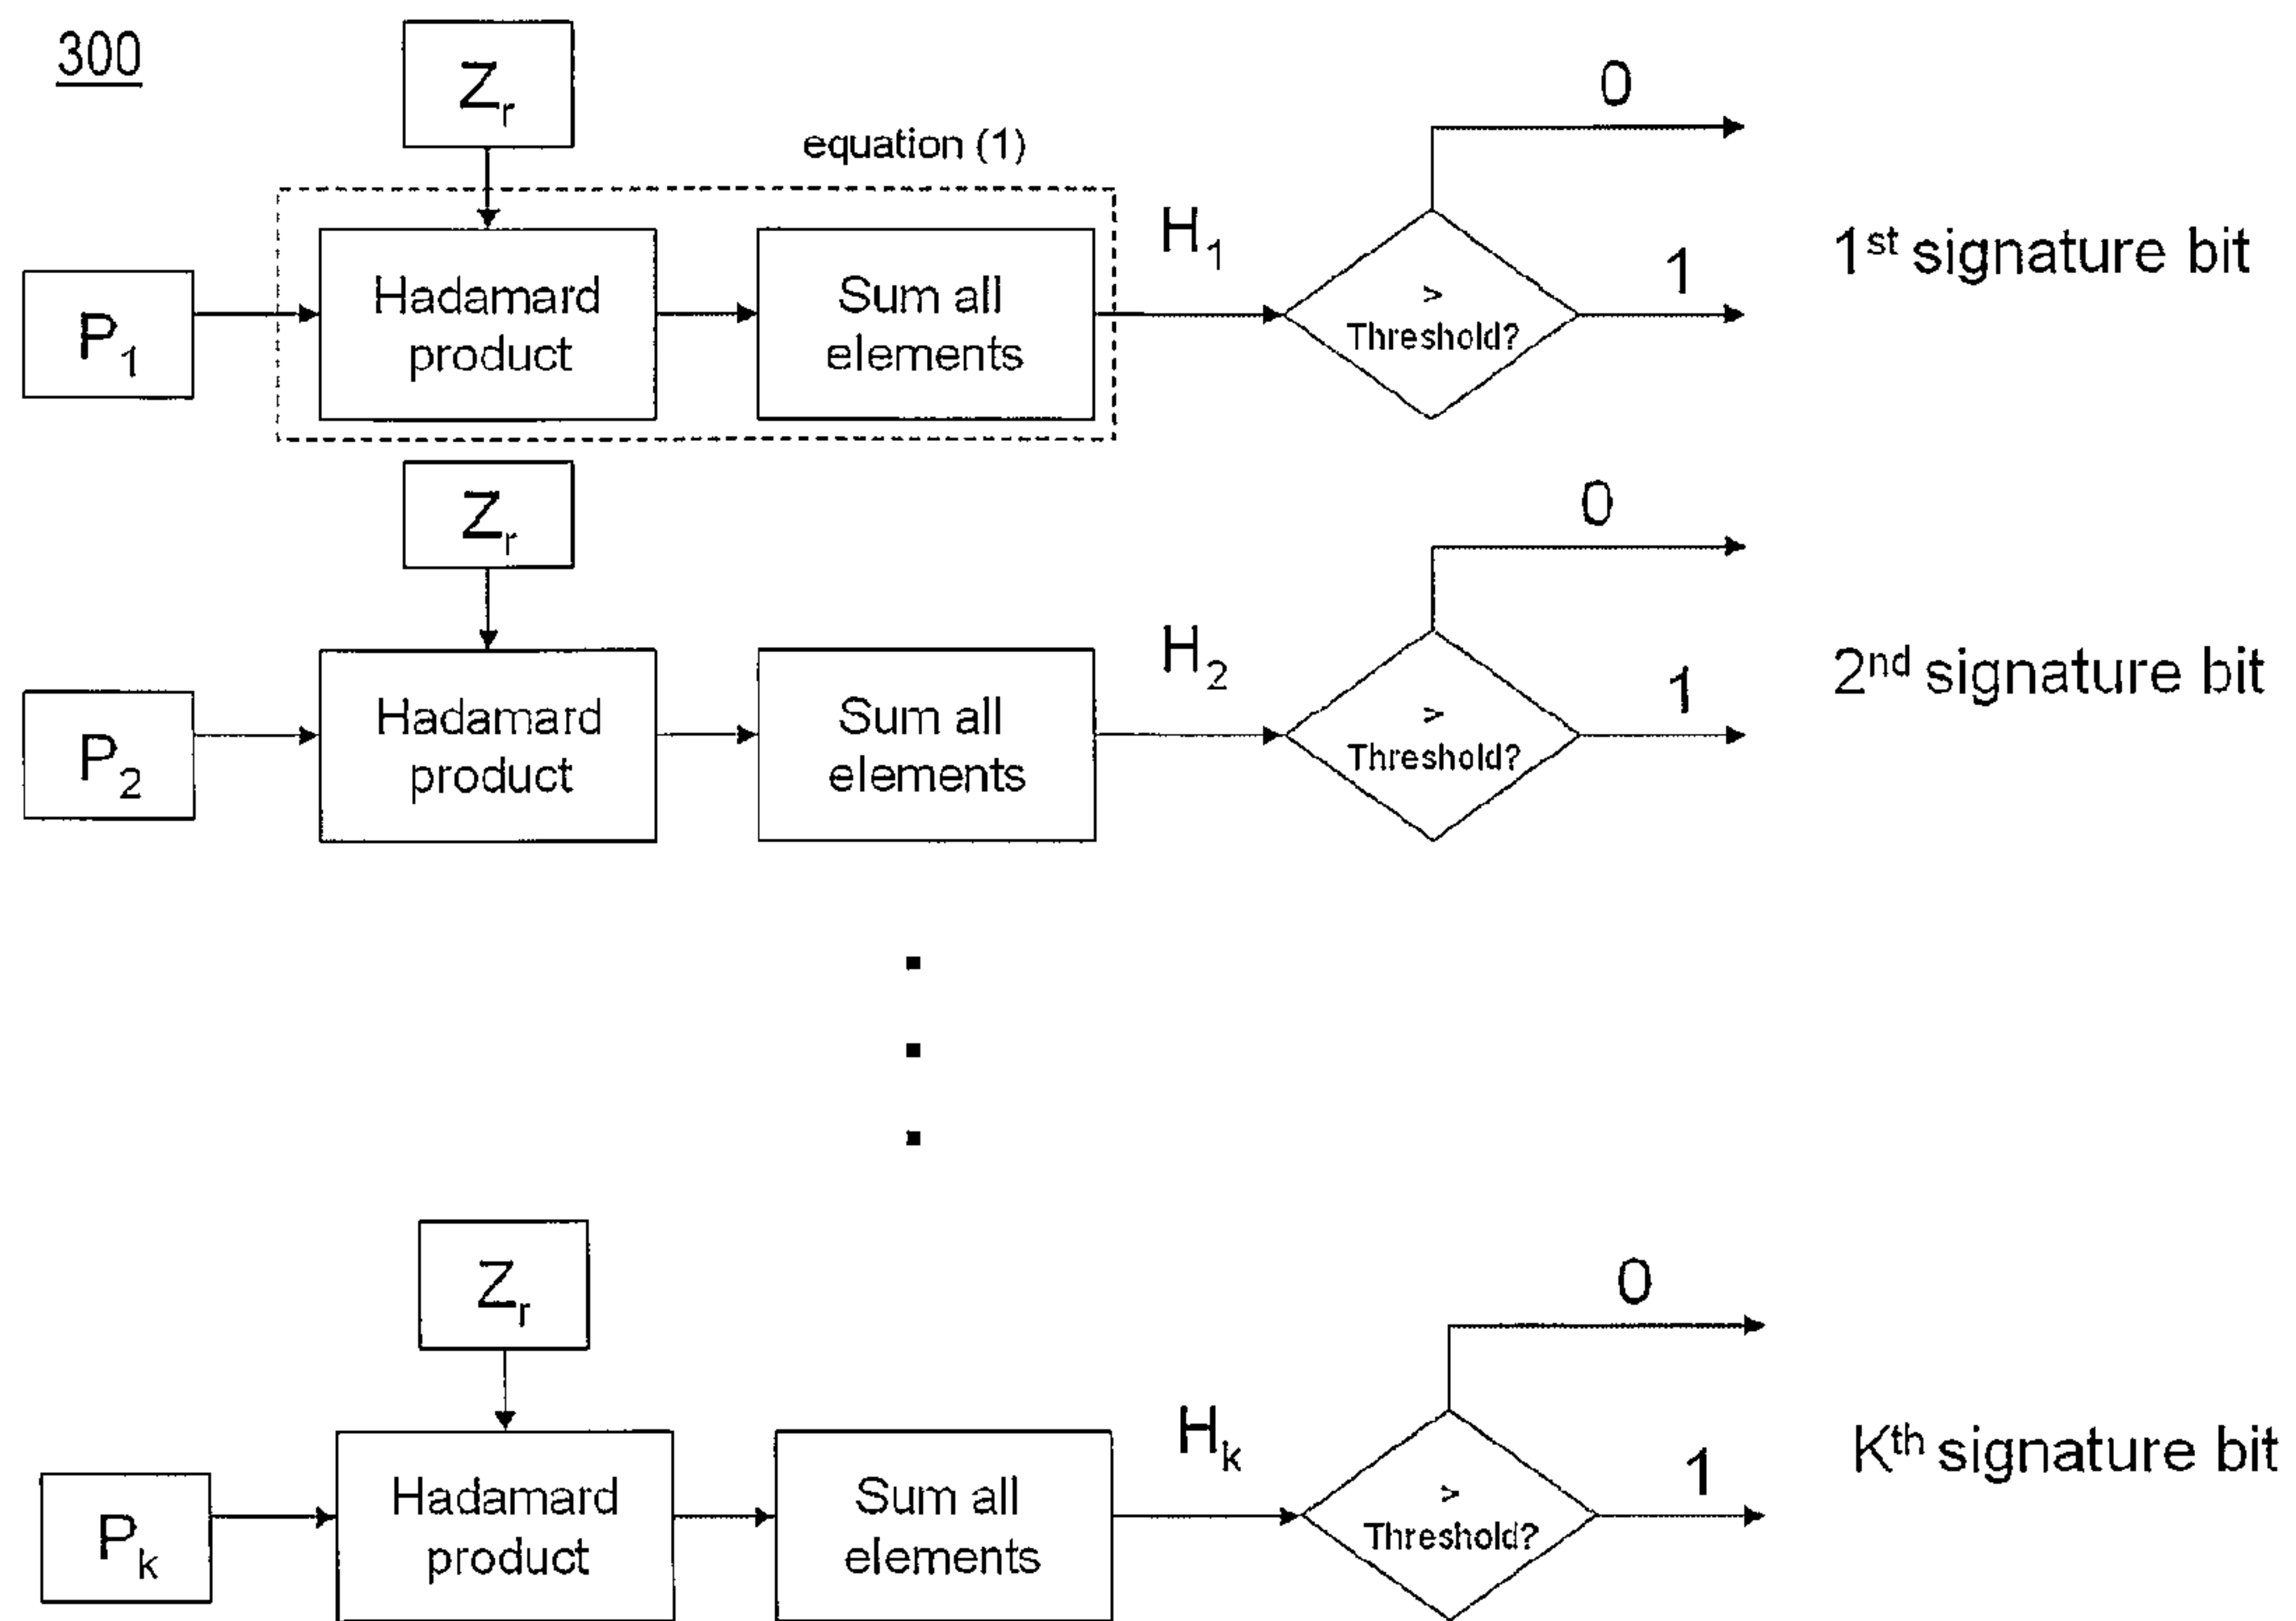 300
Zr
equation (1)
0
H1
1st signature bit
1
P1
Hadamard
product
Sum all
elements
>
Threshold?
Zr
0
H2
2nd signature bit
1
P2
Hadamard
product
Sum all
elements
>
Threshold?
Zr
0
Hk
Kth signature bit
1
Pk
Hadamard
product
Sum all
elements
>
Threshold?